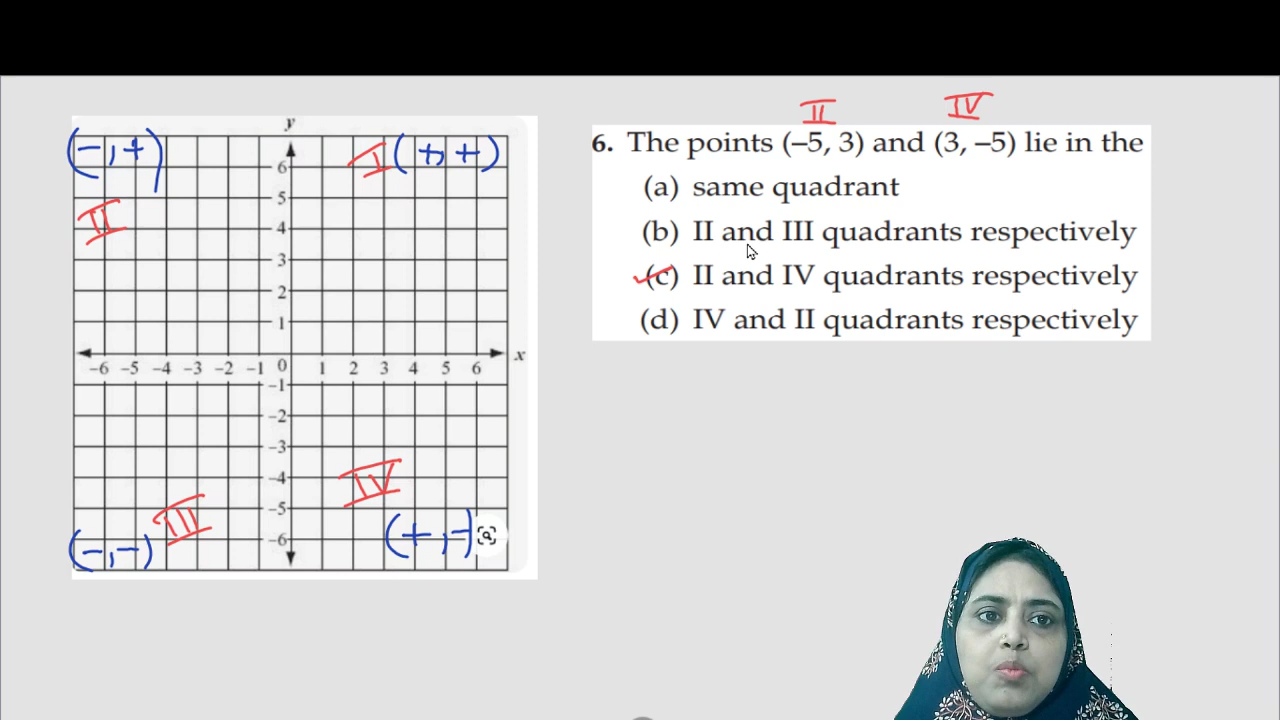 II IV
6. The points (–5, 3) and (3, –5) lie in the
(a) same quadrant
(b) II and III quadrants respectively
(c) II and IV quadrants respectively
(d) IV and II quadrants respectively
y
(-,+) I (+,+)
6
II
5
4
3
2
1
x
–6 –5 –4 –3 –2 –1 0 1 2 3 4 5 6
–1
–2
–3
–4
IV
–5
III
–6
(-,-) (+,-)